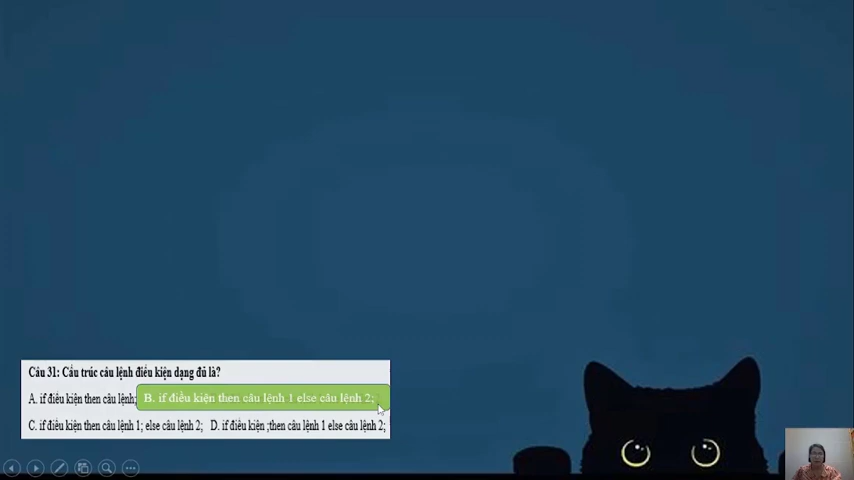 Câu 31: Cấu trúc câu lệnh điều kiện dạng đủ là?
A. if điều kiện then câu lệnh; B. if điều kiện then câu lệnh 1 else câu lệnh 2;
C. if điều kiện then câu lệnh 1; else câu lệnh 2; D. if điều kiện ;then câu lệnh 1 else câu lệnh 2;